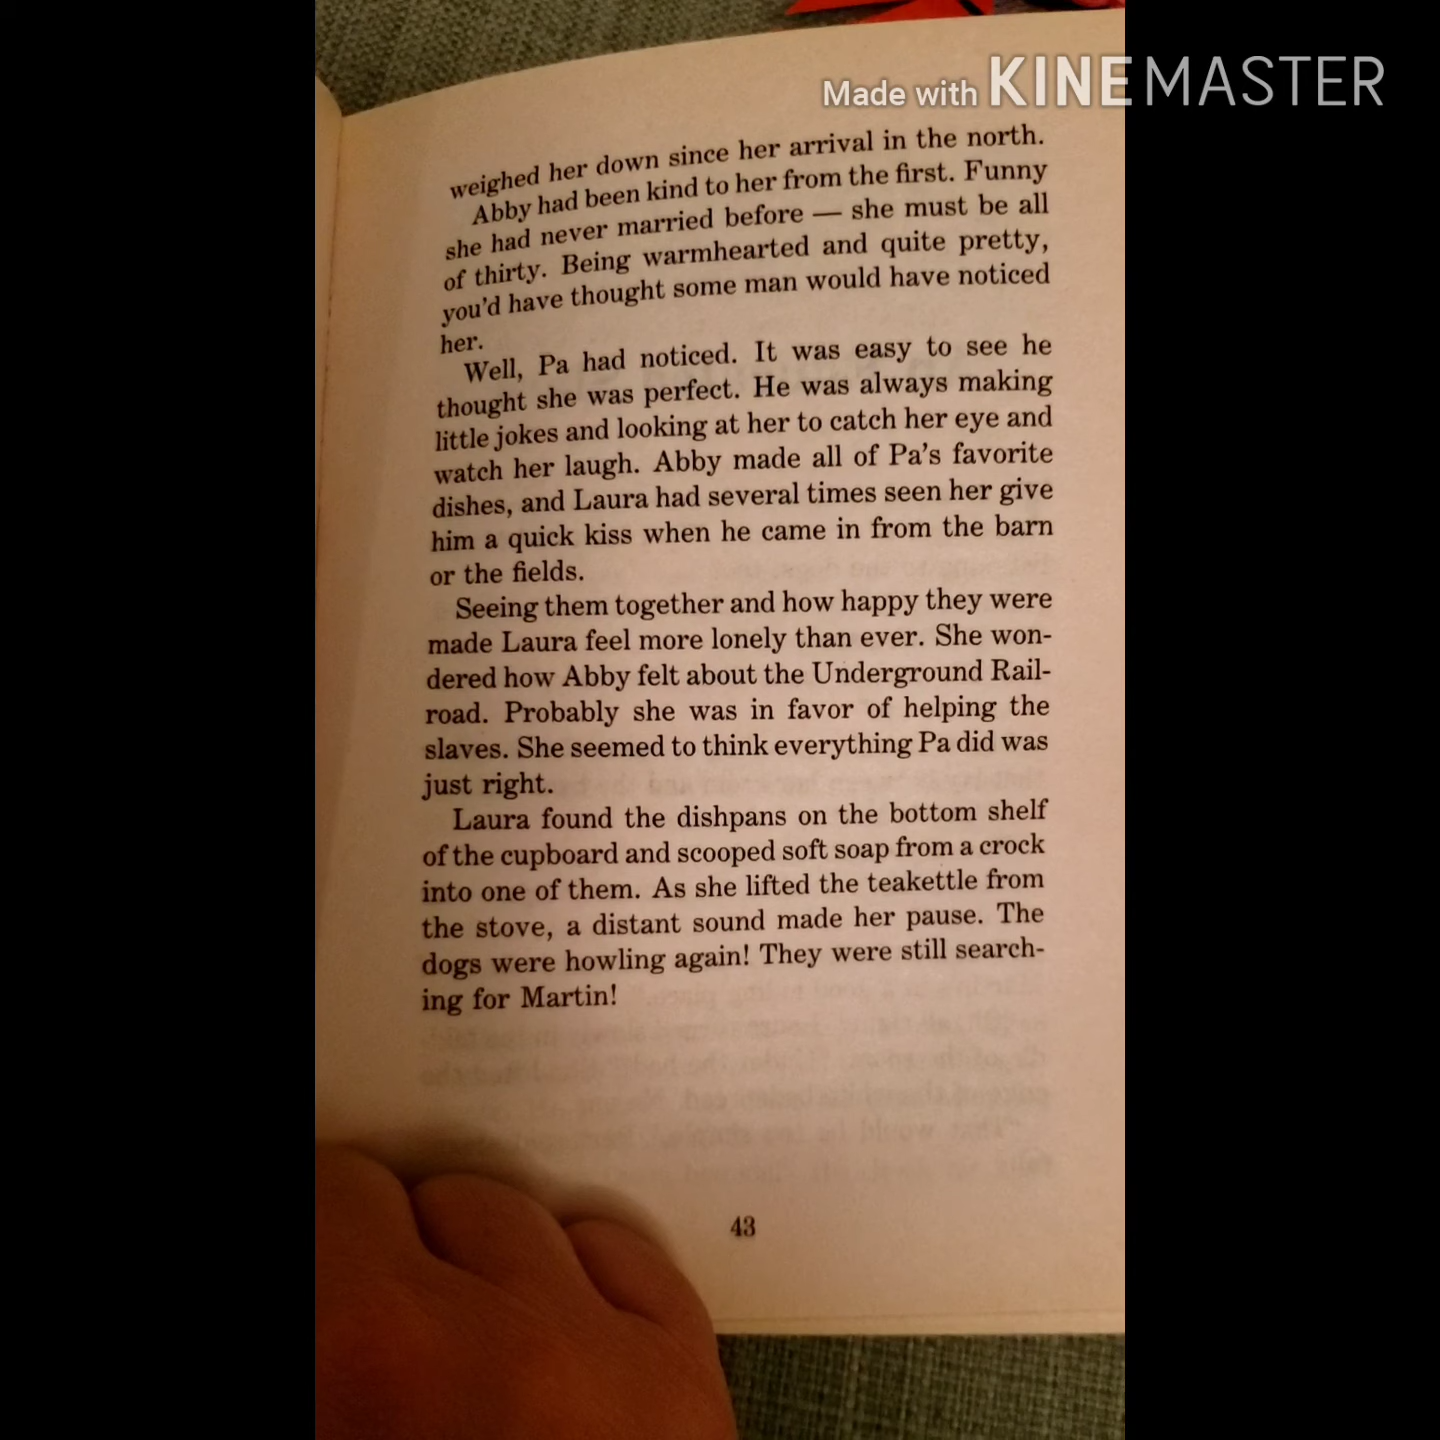 Made with KINEMASTER
weighed her down since her arrival in the north.
Abby had been kind to her from the first. Funny
she had never married before — she must be all
of thirty. Being warmhearted and quite pretty,
you'd have thought some man would have noticed
her.
Well, Pa had noticed. It was easy to see he
thought she was perfect. He was always making
little jokes and looking at her to catch her eye and
watch her laugh. Abby made all of Pa's favorite
dishes, and Laura had several times seen her give
him a quick kiss when he came in from the barn
or the fields.
Seeing them together and how happy they were
made Laura feel more lonely than ever. She won-
dered how Abby felt about the Underground Rail-
road. Probably she was in favor of helping the
slaves. She seemed to think everything Pa did was
just right.
Laura found the dishpans on the bottom shelf
of the cupboard and scooped soft soap from a crock
into one of them. As she lifted the teakettle from
the stove, a distant sound made her pause. The
dogs were howling again! They were still search-
ing for Martin!
43